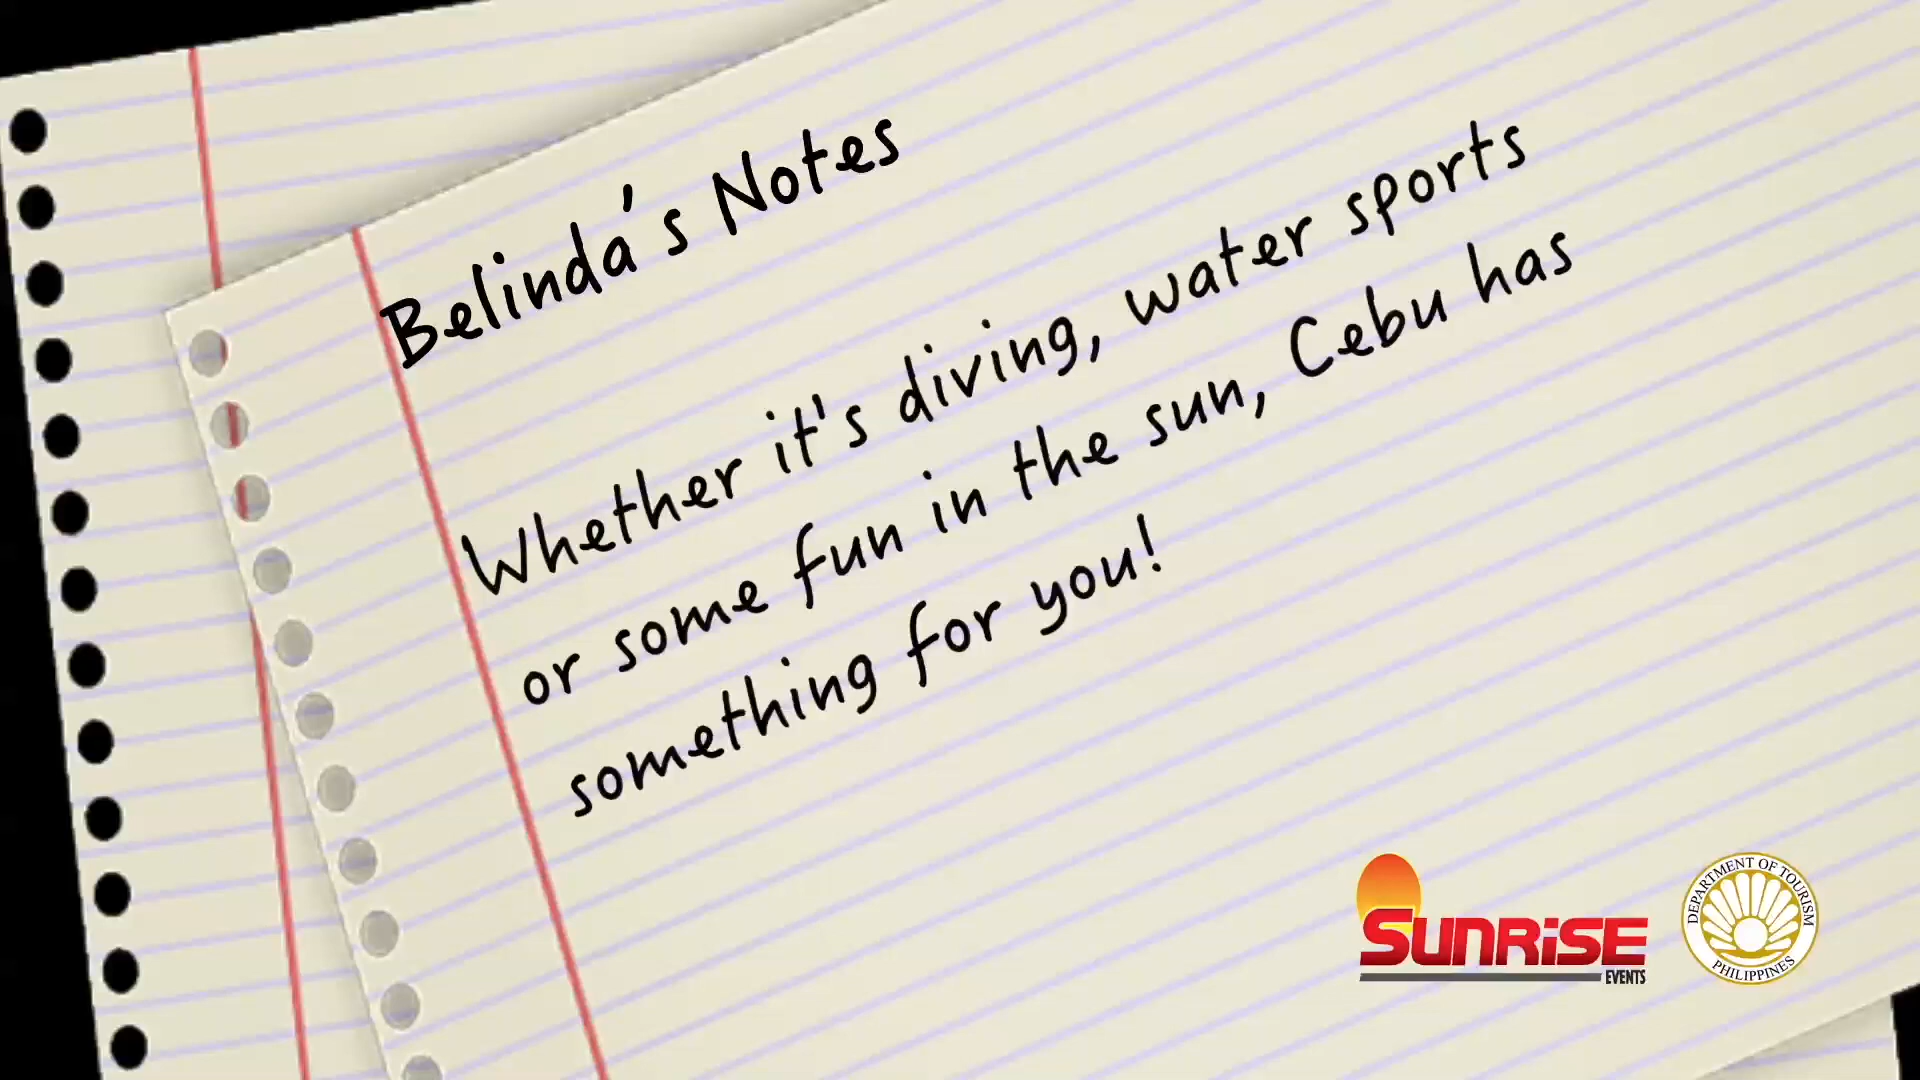 Belinda's Notes
Whether it's diving, water sports
or some fun in the sun, Cebu has
something for you!
SUNRiSE
EVENTS
DEPARTMENT OF TOURISM
PHILIPPINES